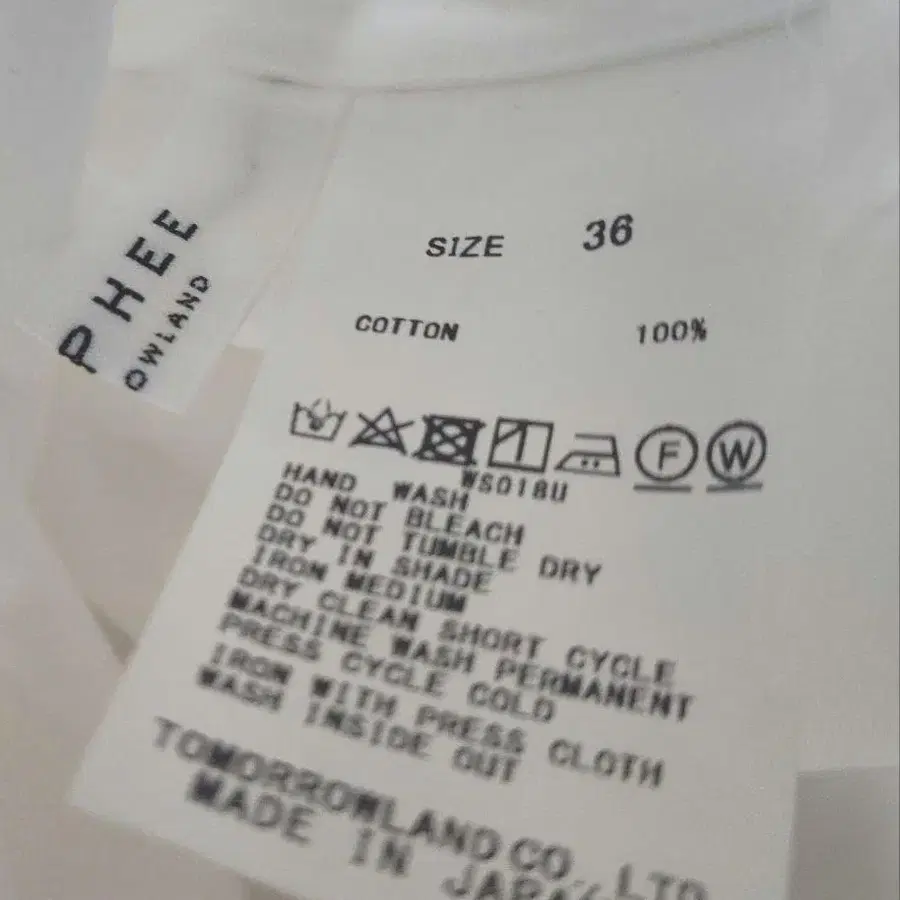 PHEE
OWLAND
SIZE 36
COTTON 100%
F W
WS018U
HAND WASH
DO NOT BLEACH
DO NOT TUMBLE DRY
DRY IN SHADE
IRON MEDIUM
DRY CLEAN SHORT CYCLE
MACHINE WASH PERMANENT
PRESS CYCLE COLD
IRON WITH PRESS CLOTH
WASH INSIDE OUT
TOMORROWLAND CO., LTD.
MADE IN JAPAN